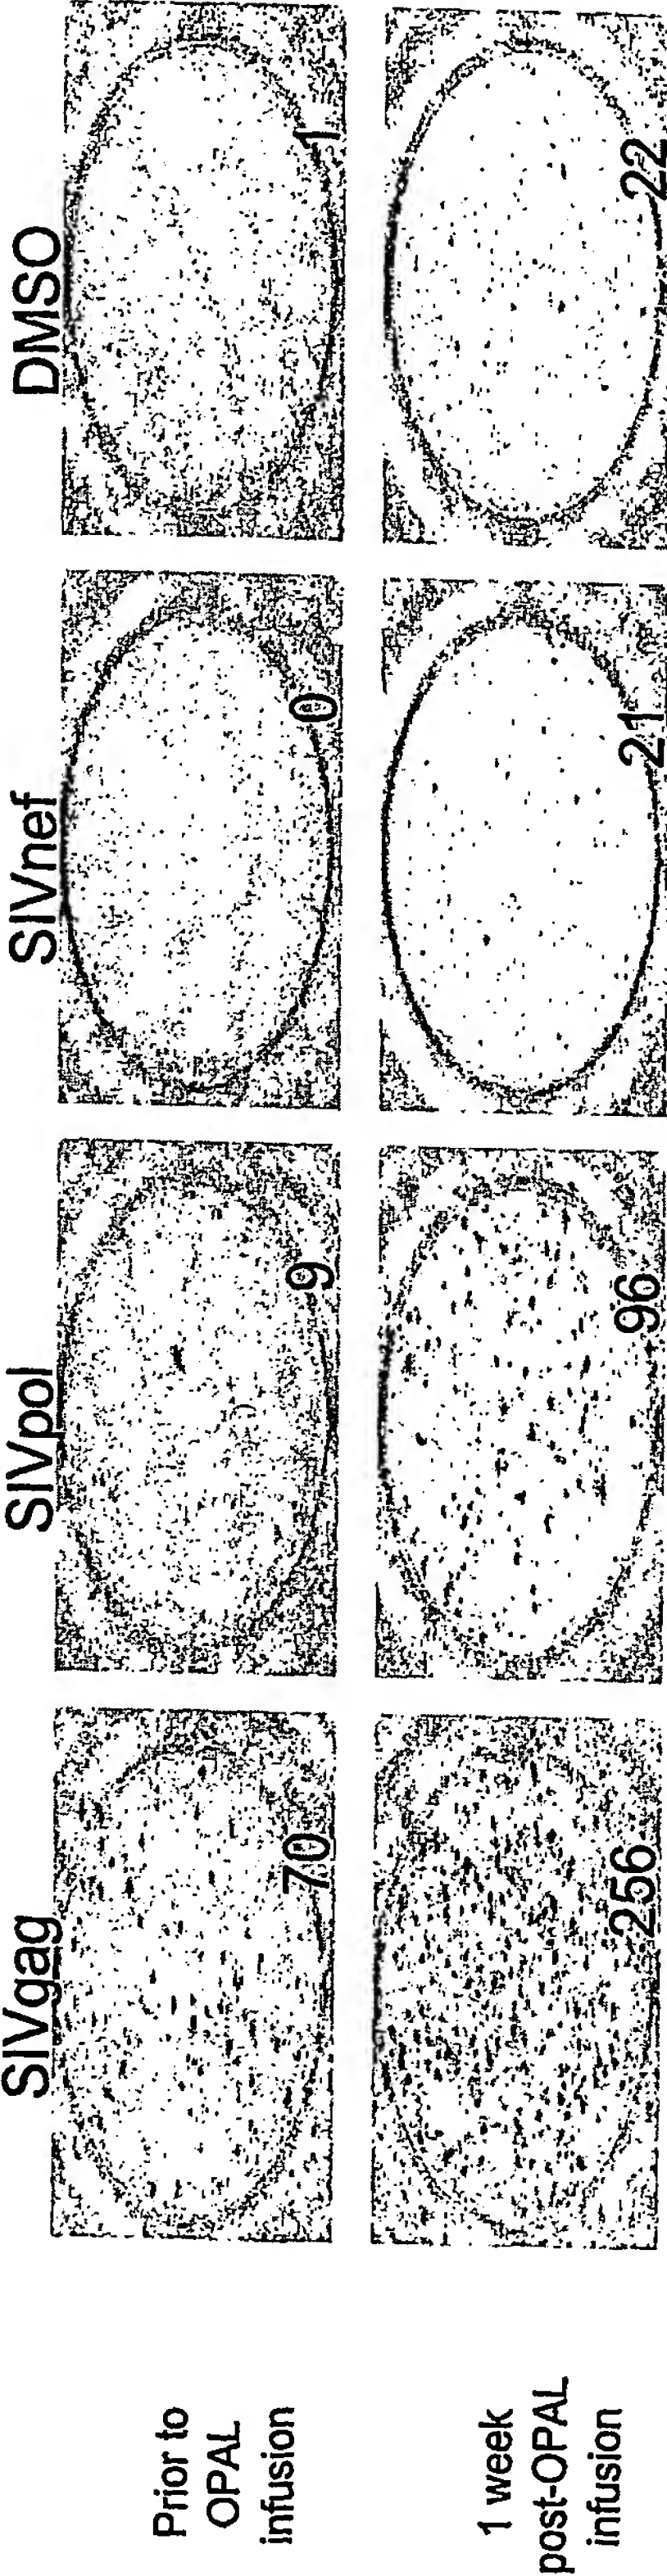 SIVgag
SIVpol
SIVnef
DMSO
Prior to
OPAL
infusion
70
9
0
1
1 week
post-OPAL
infusion
256
96
21
22